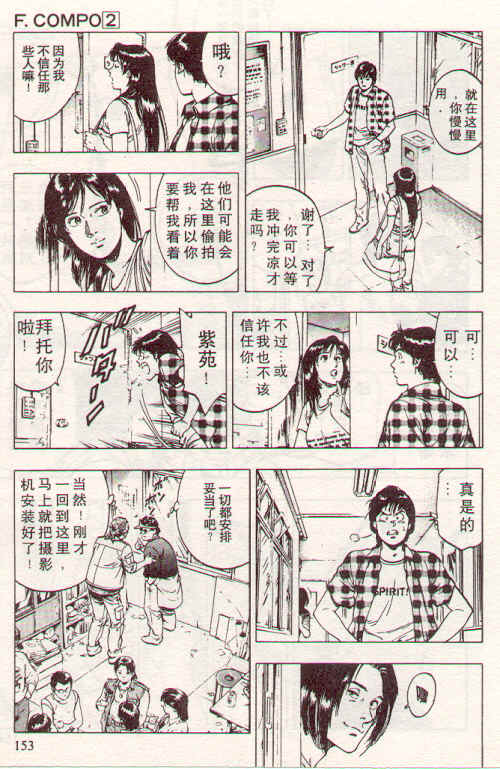 F. COMPO 2
就在这里
，你慢慢
用．
谢了…对了
，你可以等
我冲完凉才
走吗？
哦？
因为我
不信任那
些人嘛！
他们可能会
在这里偷拍
我，所以你
要帮我看着
可…
可以…
不过…或
许我也不该
信任你…
紫苑！
拜托你
啦！
真是的
…
SPIRIT!
一切都安排
妥当了吧？
当然！刚才
一回到这里，
马上就把摄影
机安装好了！
153